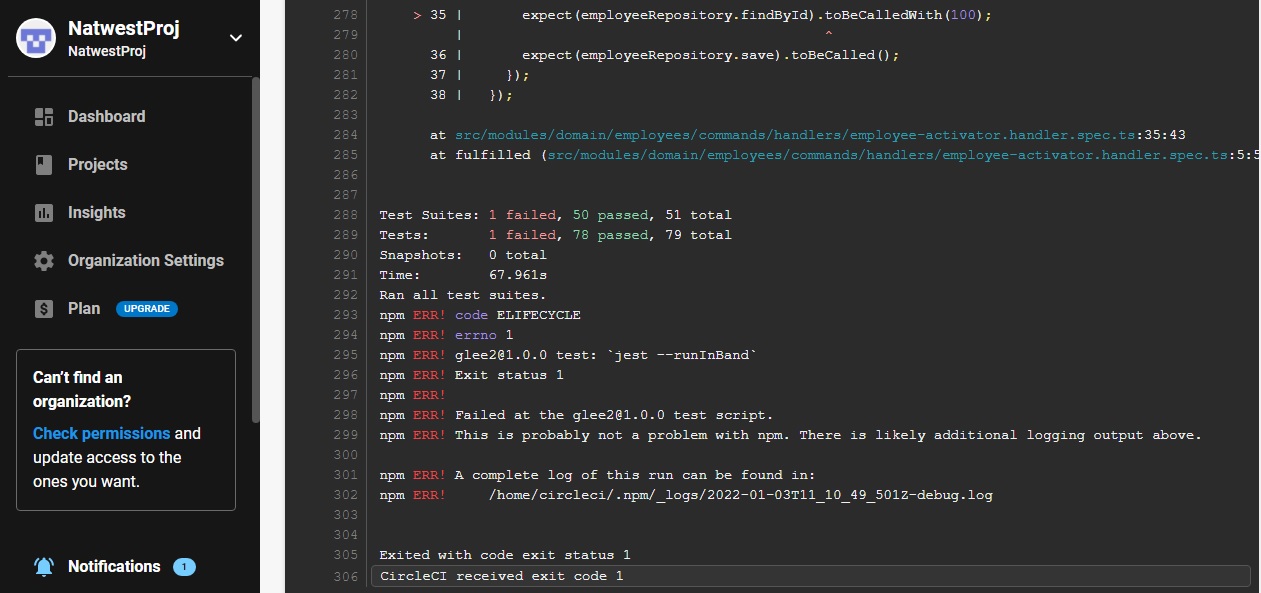 NatwestProj
NatwestProj
Dashboard
Projects
Insights
Organization Settings
Plan UPGRADE
Can't find an
organization?
Check permissions and
update access to the
ones you want.
Notifications 1
278 > 35 | expect(employeeRepository.findById).toBeCalledWith(100);
279 | ^
280 36 | expect(employeeRepository.save).toBeCalled();
281 37 | });
282 38 | });
283
284 at src/modules/domain/employees/commands/handlers/employee-activator.handler.spec.ts:35:43
285 at fulfilled (src/modules/domain/employees/commands/handlers/employee-activator.handler.spec.ts:5:5
286
287
288 Test Suites: 1 failed, 50 passed, 51 total
289 Tests: 1 failed, 78 passed, 79 total
290 Snapshots: 0 total
291 Time: 67.961s
292 Ran all test suites.
293 npm ERR! code ELIFECYCLE
294 npm ERR! errno 1
295 npm ERR! glee2@1.0.0 test: `jest --runInBand`
296 npm ERR! Exit status 1
297 npm ERR!
298 npm ERR! Failed at the glee2@1.0.0 test script.
299 npm ERR! This is probably not a problem with npm. There is likely additional logging output above.
300
301 npm ERR! A complete log of this run can be found in:
302 npm ERR! /home/circleci/.npm/_logs/2022-01-03T11_10_49_501Z-debug.log
303
304
305 Exited with code exit status 1
306 CircleCI received exit code 1